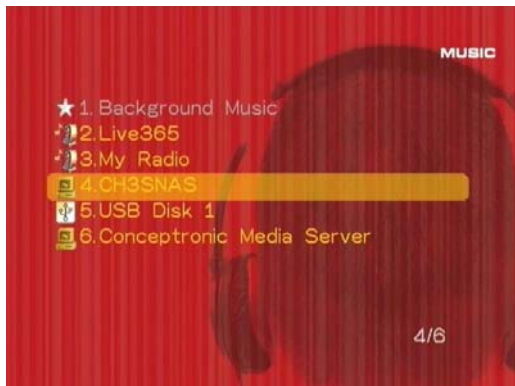 MUSIC
1. Background Music
2.Live365
3.My Radio
4.CH3SNAS
5.USB Disk 1
6.Conceptronic Media Server
4/6